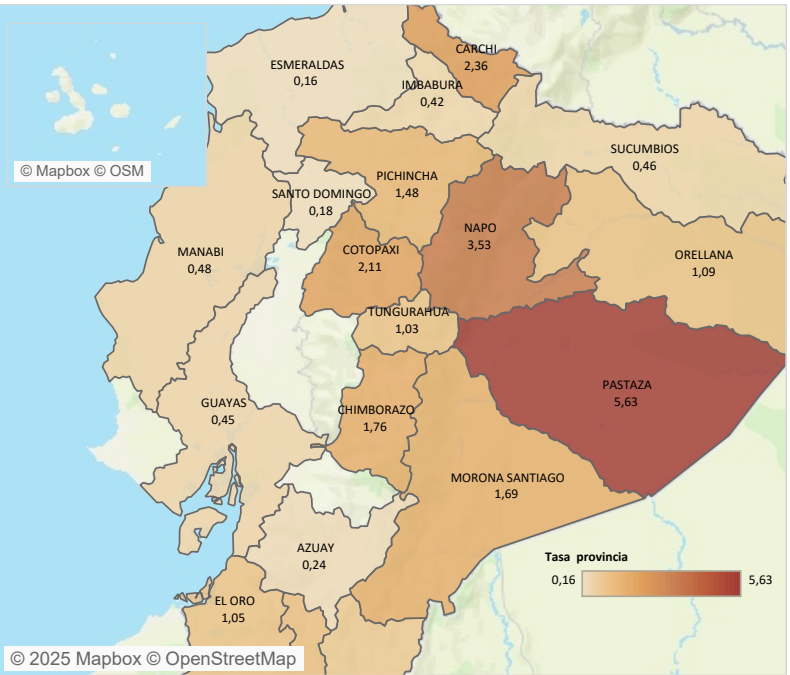 CARCHI
2,36
ESMERALDAS
0,16
IMBABURA
0,42
SUCUMBIOS
0,46
© Mapbox © OSM
PICHINCHA
1,48
SANTO DOMINGO
0,18
NAPO
3,53
MANABI
0,48
COTOPAXI
2,11
ORELLANA
1,09
TUNGURAHUA
1,03
PASTAZA
5,63
GUAYAS
0,45
CHIMBORAZO
1,76
MORONA SANTIAGO
1,69
AZUAY
0,24
Tasa provincia
0,16 5,63
EL ORO
1,05
© 2025 Mapbox © OpenStreetMap